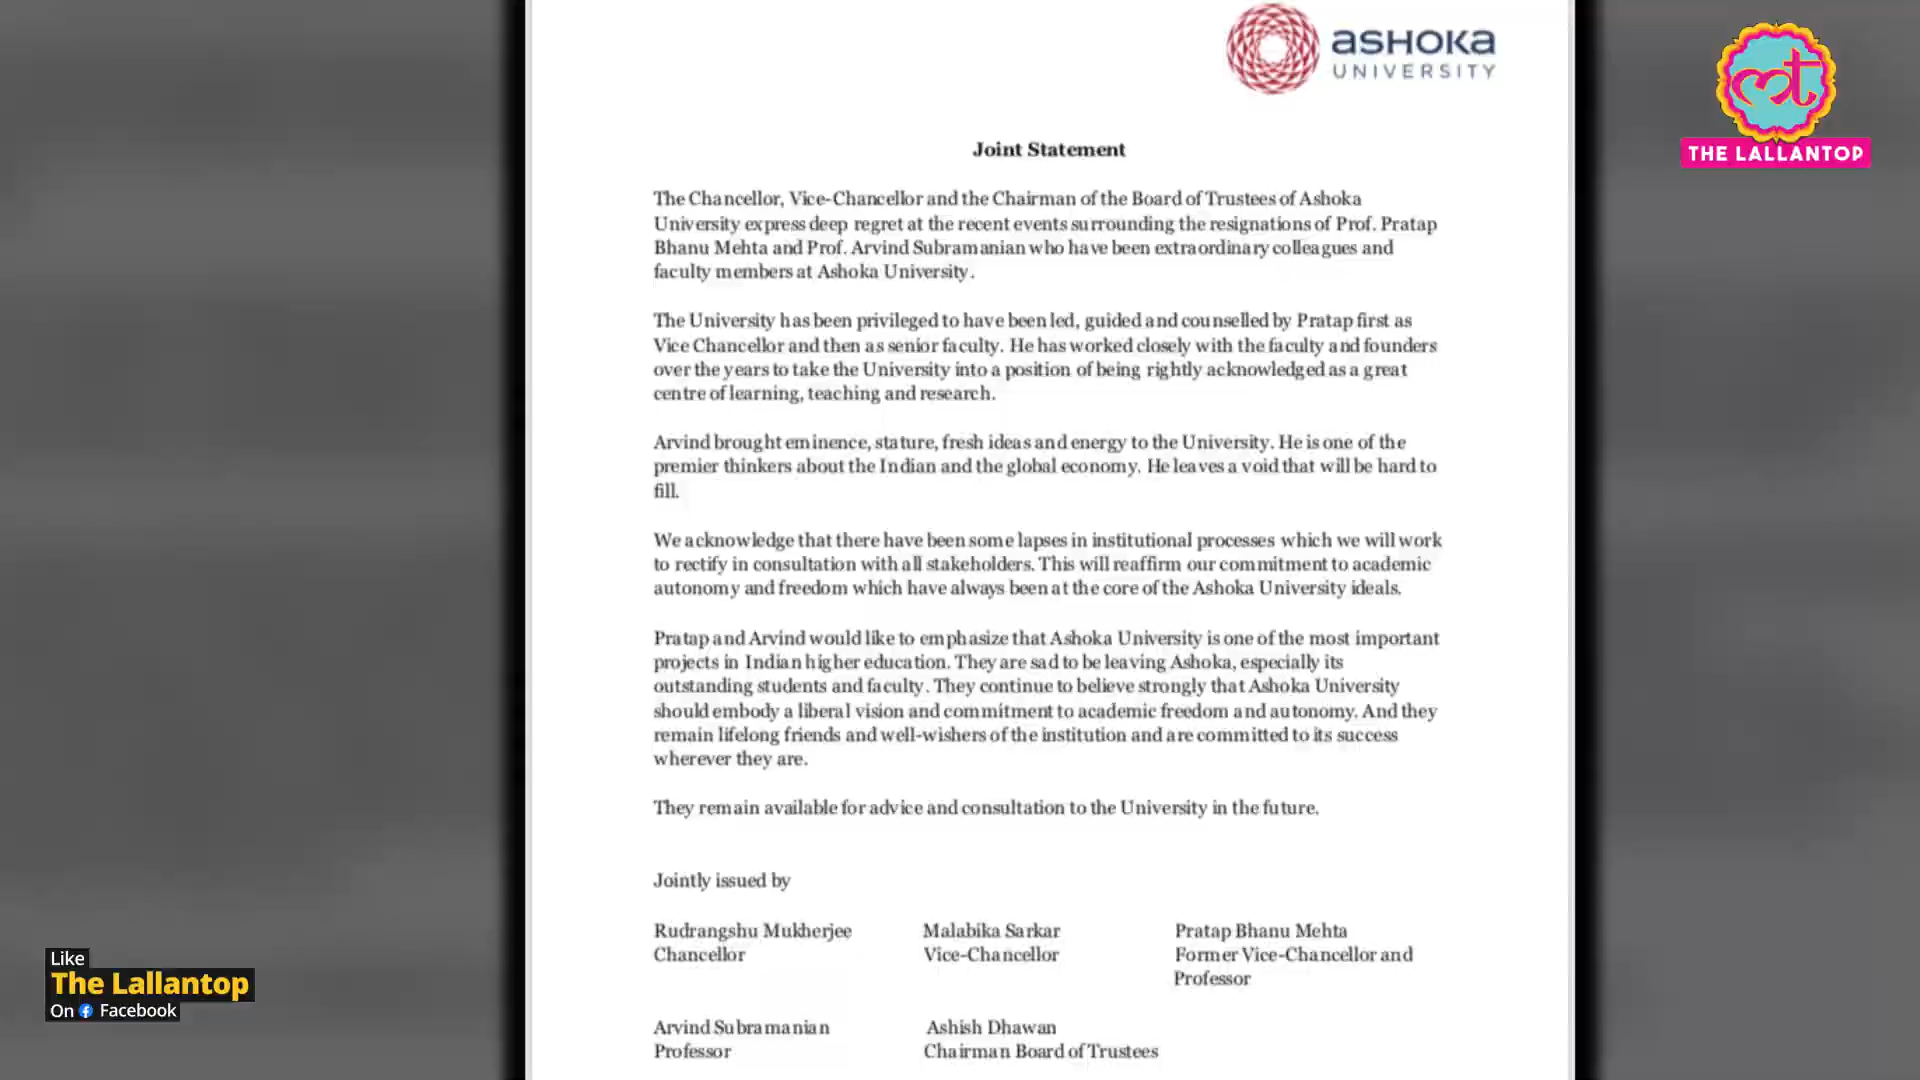 ASHOKA
UNIVERSITY
THE LALLANTOP
Joint Statement
The Chancellor, Vice-Chancellor and the Chairman of the Board of Trustees of Ashoka
University express deep regret at the recent events surrounding the resignations of Prof. Pratap
Bhanu Mehta and Prof. Arvind Subramanian who have been extraordinary colleagues and
faculty members at Ashoka University.
The University has been privileged to have been led, guided and counselled by Pratap first as
Vice Chancellor and then as senior faculty. He has worked closely with the faculty and founders
over the years to take the University into a position of being rightly acknowledged as a great
centre of learning, teaching and research.
Arvind brought eminence, stature, fresh ideas and energy to the University. He is one of the
premier thinkers about the Indian and the global economy. He leaves a void that will be hard to
fill.
We acknowledge that there have been some lapses in institutional processes which we will work
to rectify in consultation with all stakeholders. This will reaffirm our commitment to academic
autonomy and freedom which have always been at the core of the Ashoka University ideals.
Pratap and Arvind would like to emphasize that Ashoka University is one of the most important
projects in Indian higher education. They are sad to be leaving Ashoka, especially its
outstanding students and faculty. They continue to believe strongly that Ashoka University
should embody a liberal vision and commitment to academic freedom and autonomy. And they
remain lifelong friends and well-wishers of the institution and are committed to its success
wherever they are.
They remain available for advice and consultation to the University in the future.
Jointly issued by
Rudrangshu Mukherjee
Chancellor
Malabika Sarkar
Vice-Chancellor
Pratap Bhanu Mehta
Former Vice-Chancellor and
Professor
Arvind Subramanian
Professor
Ashish Dhawan
Chairman Board of Trustees
Like
The Lallantop
On Facebook